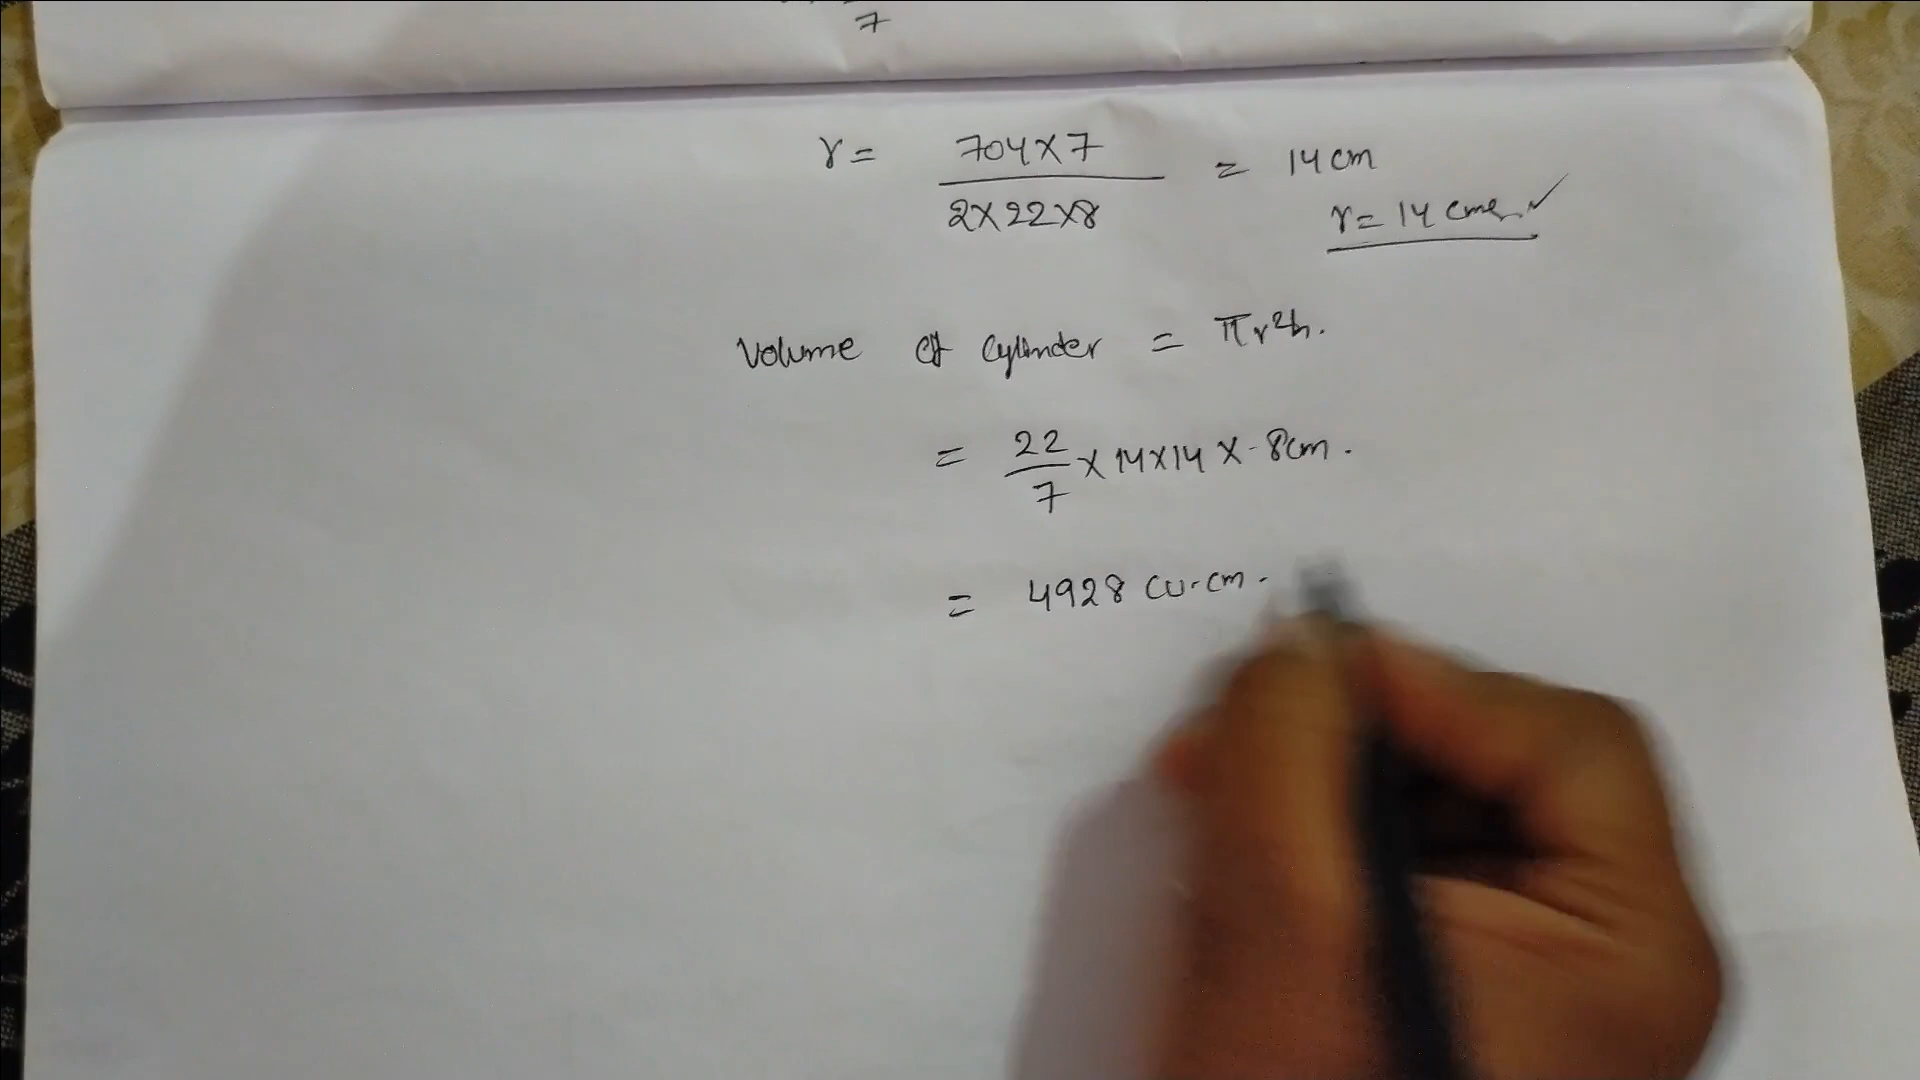 7
r = 704×7 / 2×22×8 = 14 cm
r = 14 cms. ✓
Volume of Cylinder = πr²h.
= 22/7 × 14×14 × 8cm.
= 4928 cu.cm.